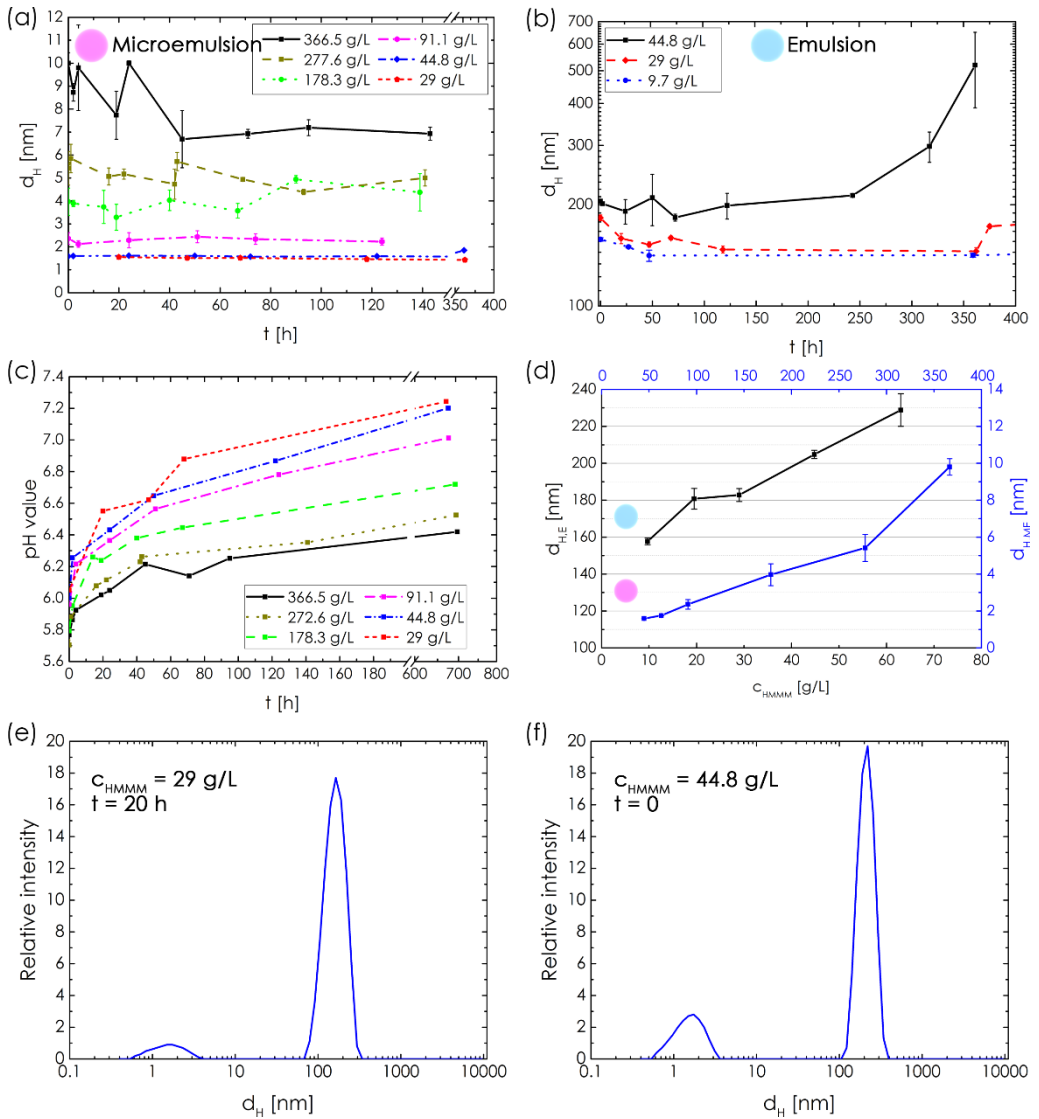 (a)
Microemulsion
366.5 g/L
277.6 g/L
178.3 g/L
91.1 g/L
44.8 g/L
29 g/L
12
11
10
9
8
7
6
5
4
3
2
1
0
d_H [nm]
0 20 40 60 80 100 120 140 350 400
t [h]
(b)
Emulsion
44.8 g/L
29 g/L
9.7 g/L
700
600
500
400
300
200
100
d_H [nm]
0 50 100 150 200 250 300 350 400
t [h]
(c)
7.4
7.2
7.0
6.8
6.6
6.4
6.2
6.0
5.8
5.6
pH value
366.5 g/L
272.6 g/L
178.3 g/L
91.1 g/L
44.8 g/L
29 g/L
0 20 40 60 80 100 120 140 160 600 700 800
t [h]
(d)
0 50 100 150 200 250 300 350 400
240
220
200
180
160
140
120
100
d_H,E [nm]
14
12
10
8
6
4
2
0
d_H,ME [nm]
0 10 20 30 40 50 60 70 80
c_HMMM [g/L]
(e)
c_HMMM = 29 g/L
t = 20 h
20
18
16
14
12
10
8
6
4
2
0
Relative intensity
0.1 1 10 100 1000 10000
d_H [nm]
(f)
c_HMMM = 44.8 g/L
t = 0
20
18
16
14
12
10
8
6
4
2
0
Relative intensity
0.1 1 10 100 1000 10000
d_H [nm]